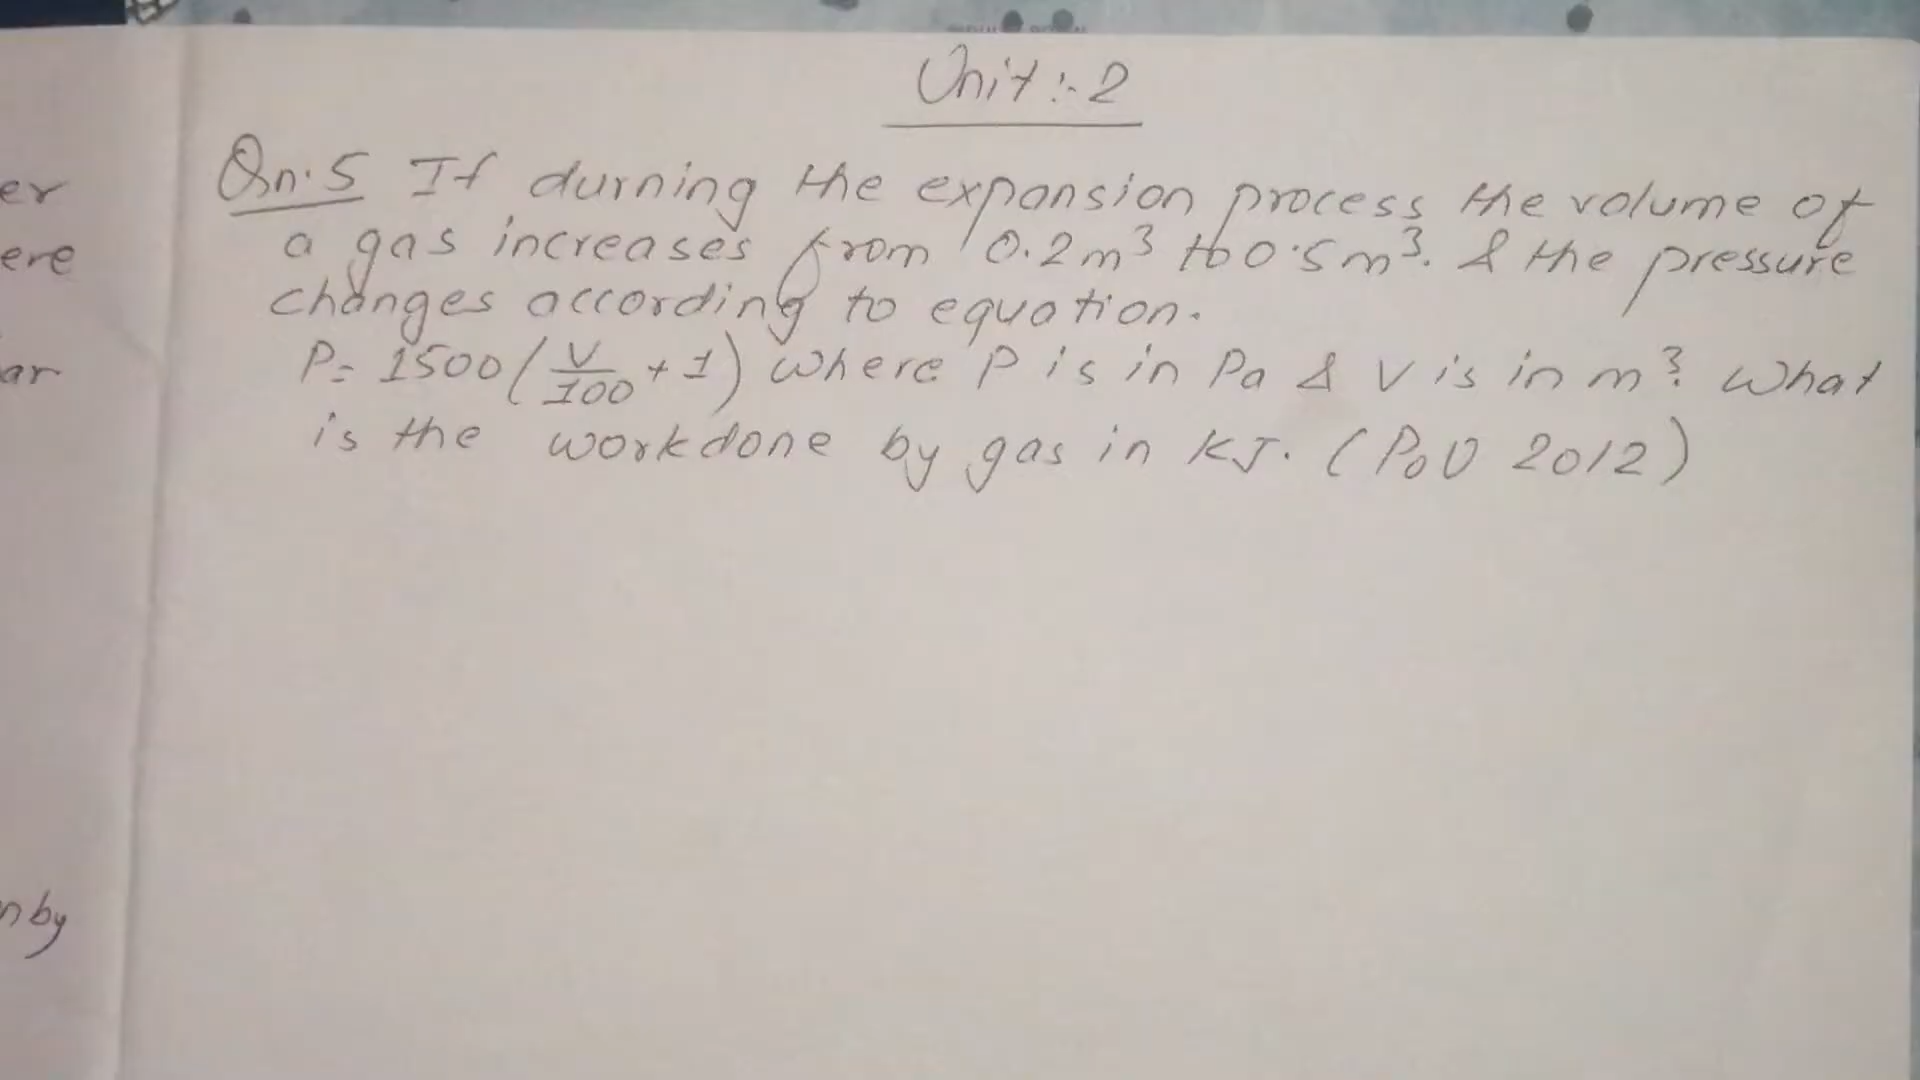 Unit :- 2
er
Qn.5 If durning the expansion process the volume of
ere
a gas increases from 0.2m³ to 0.5m³. & the pressure
changes according to equation.
ar
P= 1500(V/100 + 1) where P is in Pa & V is in m³. What
is the workdone by gas in KJ. (PoU 2012)
nby